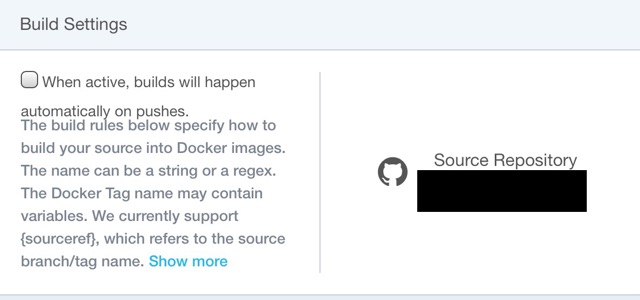 Build Settings
When active, builds will happen
automatically on pushes.
The build rules below specify how to
build your source into Docker images.
The name can be a string or a regex.
The Docker Tag name may contain
variables. We currently support
{sourceref}, which refers to the source
branch/tag name. Show more
Source Repository